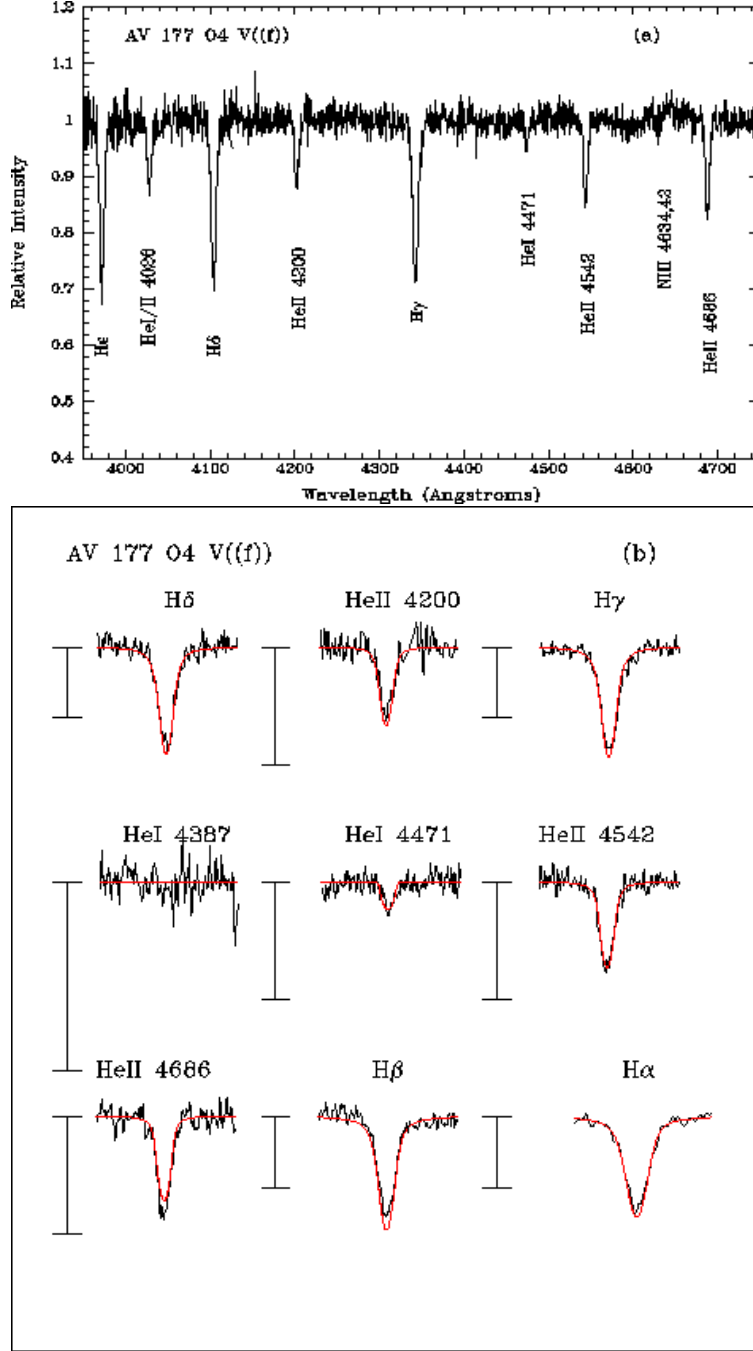 1.2
AV 177 O4 V((f))
(a)
1.1
1
0.9
0.8
0.7
0.6
0.5
0.4
Relative Intensity
Hε
HeI/II 4026
Hδ
HeII 4200
Hγ
HeI 4471
HeII 4542
NIII 4634,42
HeII 4686
4000 4100 4200 4300 4400 4500 4600 4700
Wavelength (Angstroms)
AV 177 O4 V((f))
(b)
Hδ HeII 4200 Hγ
HeI 4387 HeI 4471 HeII 4542
HeII 4686 Hβ Hα